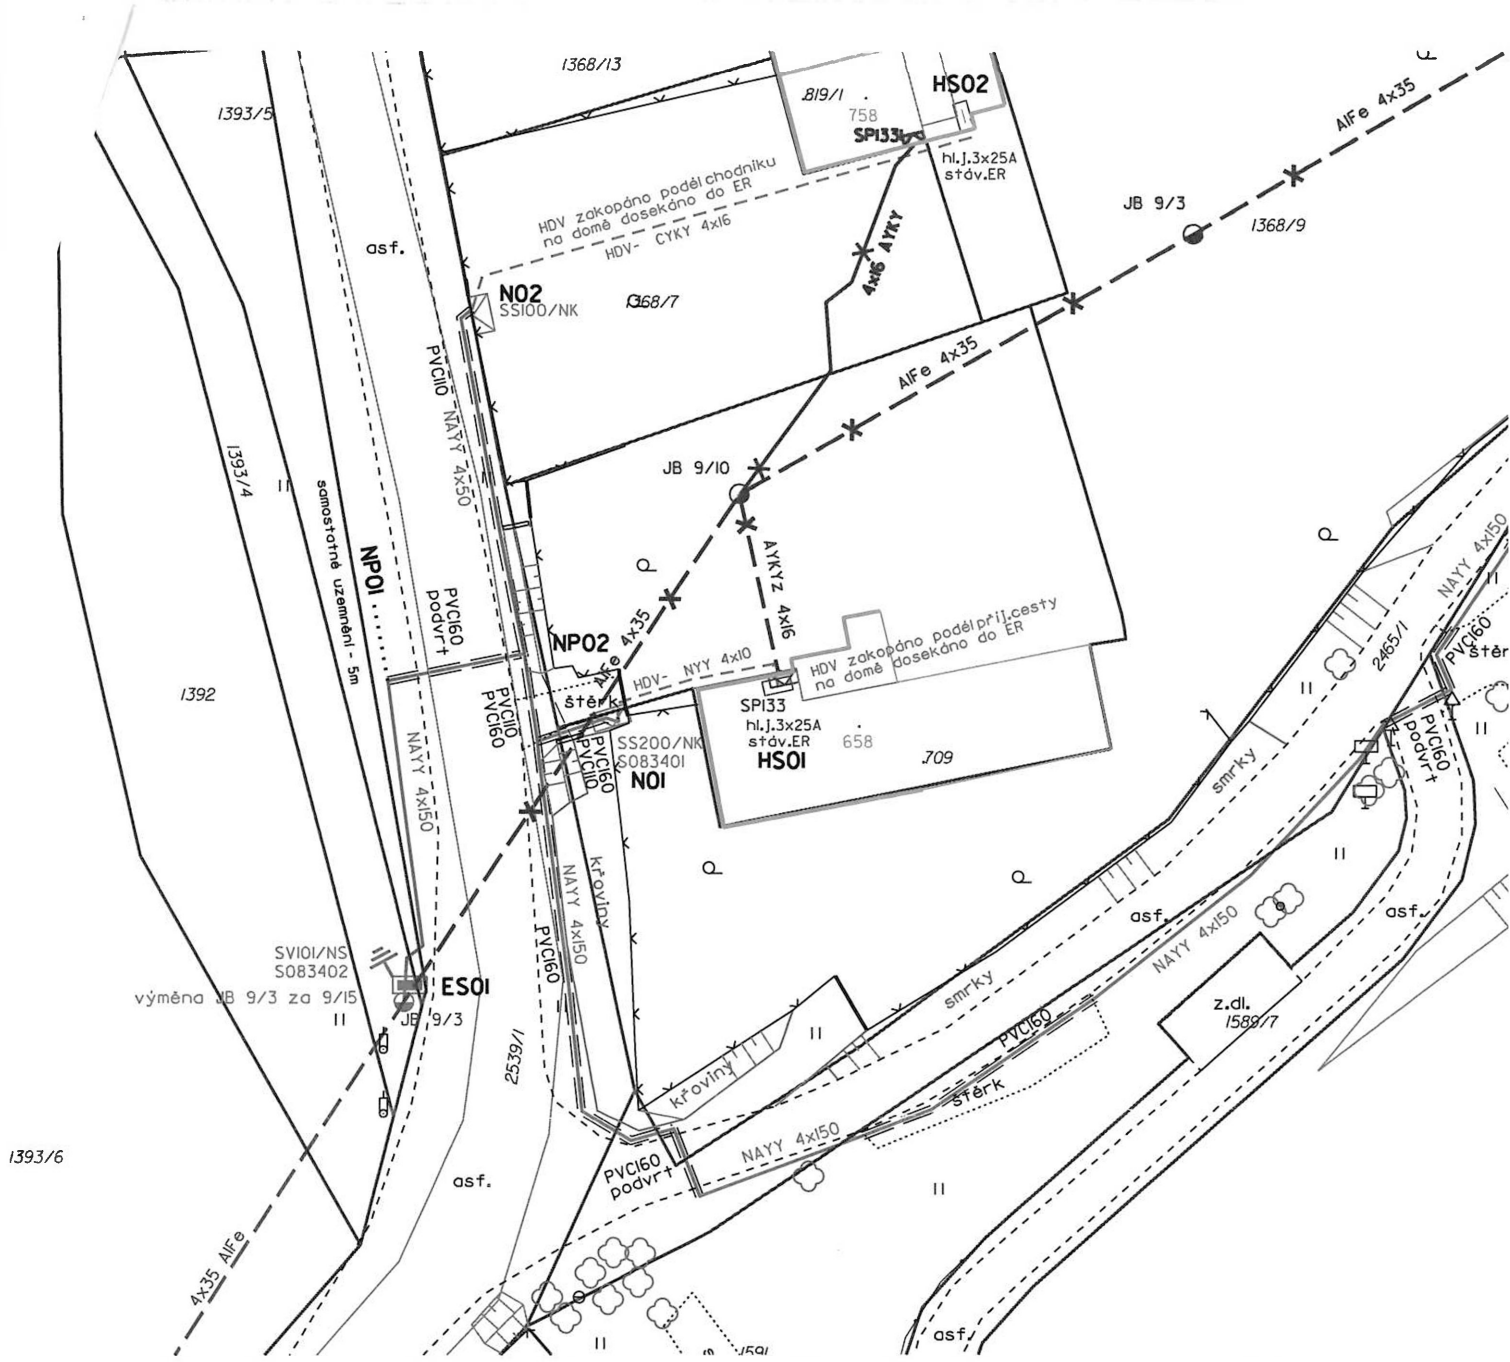 1368/13
HS02
.819/1
758
SP133
AlFe 4x35
1393/5
hl.j.3x25A
stáv.ER
HDV zakopáno poděl chodníku
na domě dosekáno do ER
HDV- CYKY 4x16
JB 9/3
1368/9
asf.
4x16 AYKY
N02
SS100/NK
1368/7
PVC110
NAYY 4x50
AlFe 4x35
1393/4
JB 9/10
samostatné uzemnění - 5m
NP01
PVC160
podvrt
AYKYZ 4x16
NAYY 4x150
NP02
AlFe 4x35
HDV- NYY 4x10
HDV zakopáno poděl příj.cesty
na domě dosekáno do ER
2465/1
PVC160
štěr
1392
PVC110
PVC160
štěrk
SP133
hl.j.3x25A
stáv.ER
HS01
658
.709
SS200/NK
S083401
N01
PVC160
PVC110
NAYY 4x150
PVC160
podvrt
smrky
křoviny
NAYY 4x150
PVC160
asf.
asf.
NAYY 4x150
SV101/NS
S083402
výměna JB 9/3 za 9/15
ES01
JB 9/3
smrky
z.dl.
1589/7
PVC160
2539/1
křoviny
štěrk
NAYY 4x150
1393/6
PVC160
podvrt
asf.
4x35 AlFe
asf.
1591